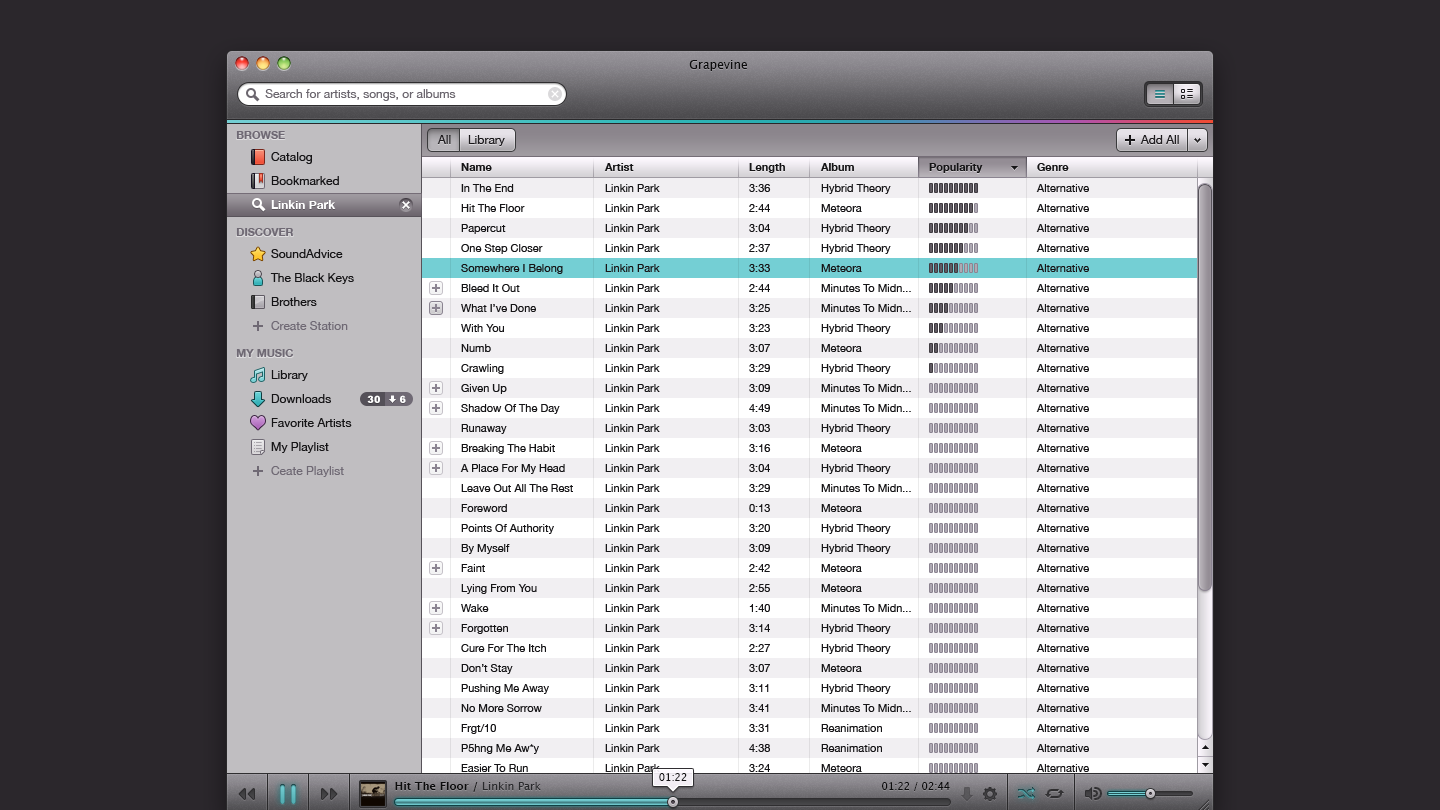 Grapevine
Search for artists, songs, or albums
BROWSE
Catalog
Bookmarked
Linkin Park
DISCOVER
SoundAdvice
The Black Keys
Brothers
Create Station
MY MUSIC
Library
Downloads 30 6
Favorite Artists
My Playlist
Ceate Playlist
All Library Add All
Name Artist Length Album Popularity Genre
In The End Linkin Park 3:36 Hybrid Theory Alternative
Hit The Floor Linkin Park 2:44 Meteora Alternative
Papercut Linkin Park 3:04 Hybrid Theory Alternative
One Step Closer Linkin Park 2:37 Hybrid Theory Alternative
Somewhere I Belong Linkin Park 3:33 Meteora Alternative
Bleed It Out Linkin Park 2:44 Minutes To Midn... Alternative
What I've Done Linkin Park 3:25 Minutes To Midn... Alternative
With You Linkin Park 3:23 Hybrid Theory Alternative
Numb Linkin Park 3:07 Meteora Alternative
Crawling Linkin Park 3:29 Hybrid Theory Alternative
Given Up Linkin Park 3:09 Minutes To Midn... Alternative
Shadow Of The Day Linkin Park 4:49 Minutes To Midn... Alternative
Runaway Linkin Park 3:03 Hybrid Theory Alternative
Breaking The Habit Linkin Park 3:16 Meteora Alternative
A Place For My Head Linkin Park 3:04 Hybrid Theory Alternative
Leave Out All The Rest Linkin Park 3:29 Minutes To Midn... Alternative
Foreword Linkin Park 0:13 Meteora Alternative
Points Of Authority Linkin Park 3:20 Hybrid Theory Alternative
By Myself Linkin Park 3:09 Hybrid Theory Alternative
Faint Linkin Park 2:42 Meteora Alternative
Lying From You Linkin Park 2:55 Meteora Alternative
Wake Linkin Park 1:40 Minutes To Midn... Alternative
Forgotten Linkin Park 3:14 Hybrid Theory Alternative
Cure For The Itch Linkin Park 2:27 Hybrid Theory Alternative
Don't Stay Linkin Park 3:07 Meteora Alternative
Pushing Me Away Linkin Park 3:11 Hybrid Theory Alternative
No More Sorrow Linkin Park 3:41 Minutes To Midn... Alternative
Frgt/10 Linkin Park 3:31 Reanimation Alternative
P5hng Me Aw*y Linkin Park 4:38 Reanimation Alternative
Easier To Run Linkin Park 3:24 Meteora Alternative
01:22
Hit The Floor / Linkin Park 01:22 / 02:44